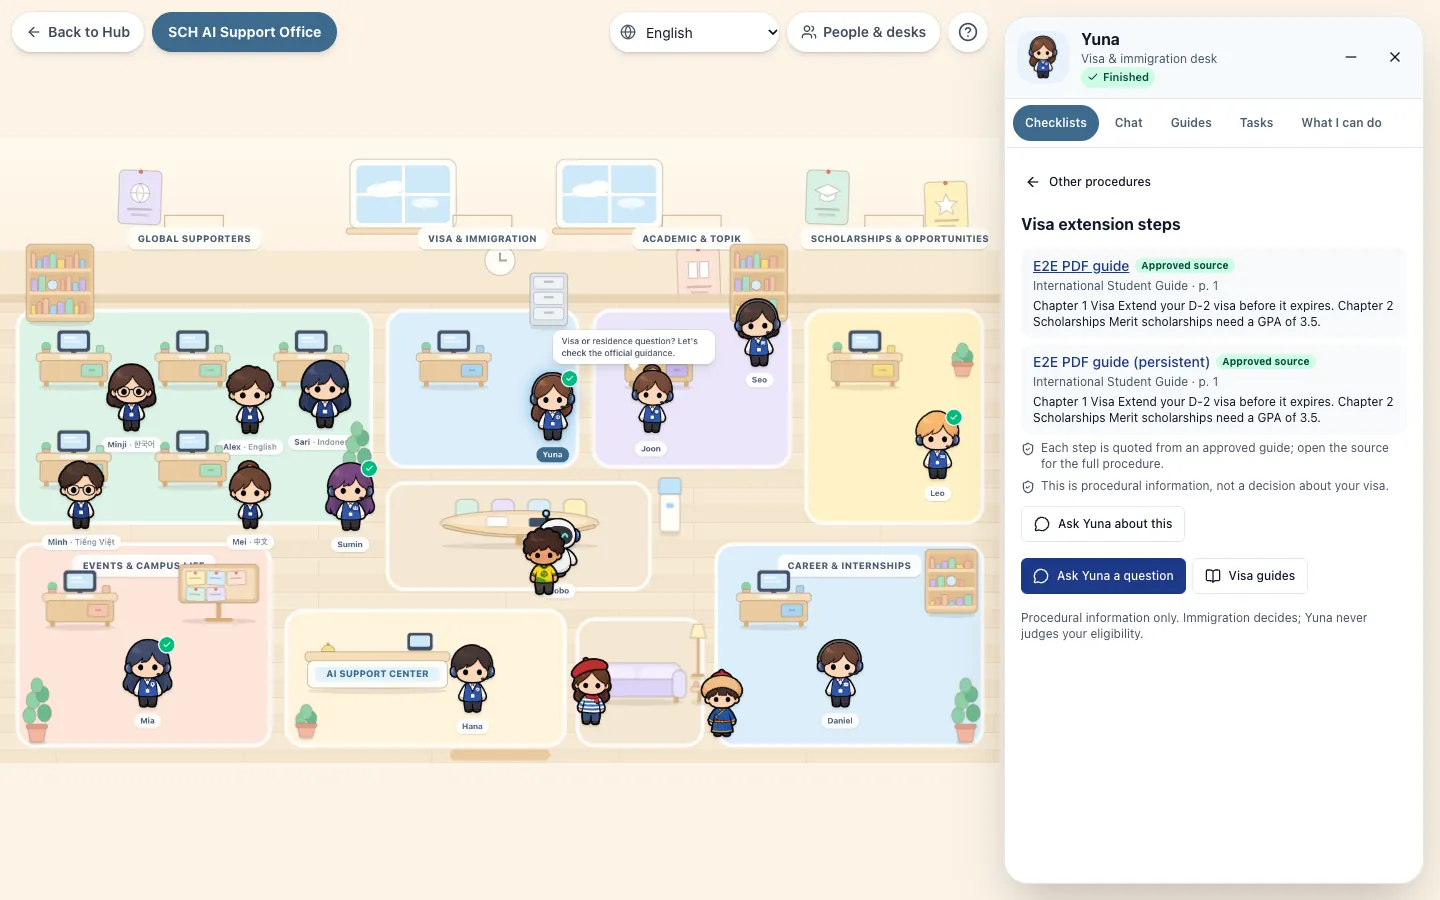 Back to Hub
SCH AI Support Office
English
People & desks
GLOBAL SUPPORTERS
VISA & IMMIGRATION
ACADEMIC & TOPIK
SCHOLARSHIPS & OPPORTUNITIES
Visa or residence question? Let's
check the official guidance.
Seo
Minji · 한국어
Alex · English
Sari · Indone
Yuna
Joon
Leo
Minh · Tiếng Việt
Mei · 中文
Sumin
EVENTS & CAMPUS
CAREER & INTERNSHIPS
obo
AI SUPPORT CENTER
Mia
Hana
Daniel
Yuna
Visa & immigration desk
Finished
Checklists
Chat
Guides
Tasks
What I can do
Other procedures
Visa extension steps
E2E PDF guide Approved source
International Student Guide · p. 1
Chapter 1 Visa Extend your D-2 visa before it expires. Chapter 2
Scholarships Merit scholarships need a GPA of 3.5.
E2E PDF guide (persistent) Approved source
International Student Guide · p. 1
Chapter 1 Visa Extend your D-2 visa before it expires. Chapter 2
Scholarships Merit scholarships need a GPA of 3.5.
Each step is quoted from an approved guide; open the source
for the full procedure.
This is procedural information, not a decision about your visa.
Ask Yuna about this
Ask Yuna a question
Visa guides
Procedural information only. Immigration decides; Yuna never
judges your eligibility.